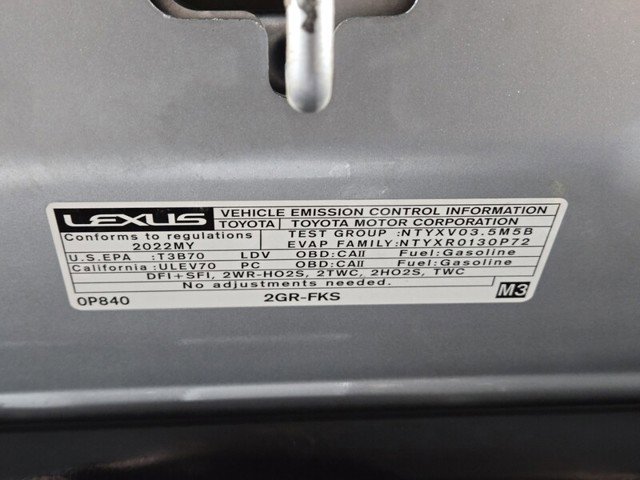 LEXUS VEHICLE EMISSION CONTROL INFORMATION
TOYOTA TOYOTA MOTOR CORPORATION
Conforms to regulations TEST GROUP :NTYXV03.5M5B
2022MY EVAP FAMILY:NTYXR0130P72
U.S.EPA :T3B70 LDV OBD:CAII Fuel:Gasoline
California :ULEV70 PC OBD:CAII Fuel:Gasoline
DFI+SFI, 2WR-HO2S, 2TWC, 2HO2S, TWC
No adjustments needed.
0P840 2GR-FKS M3